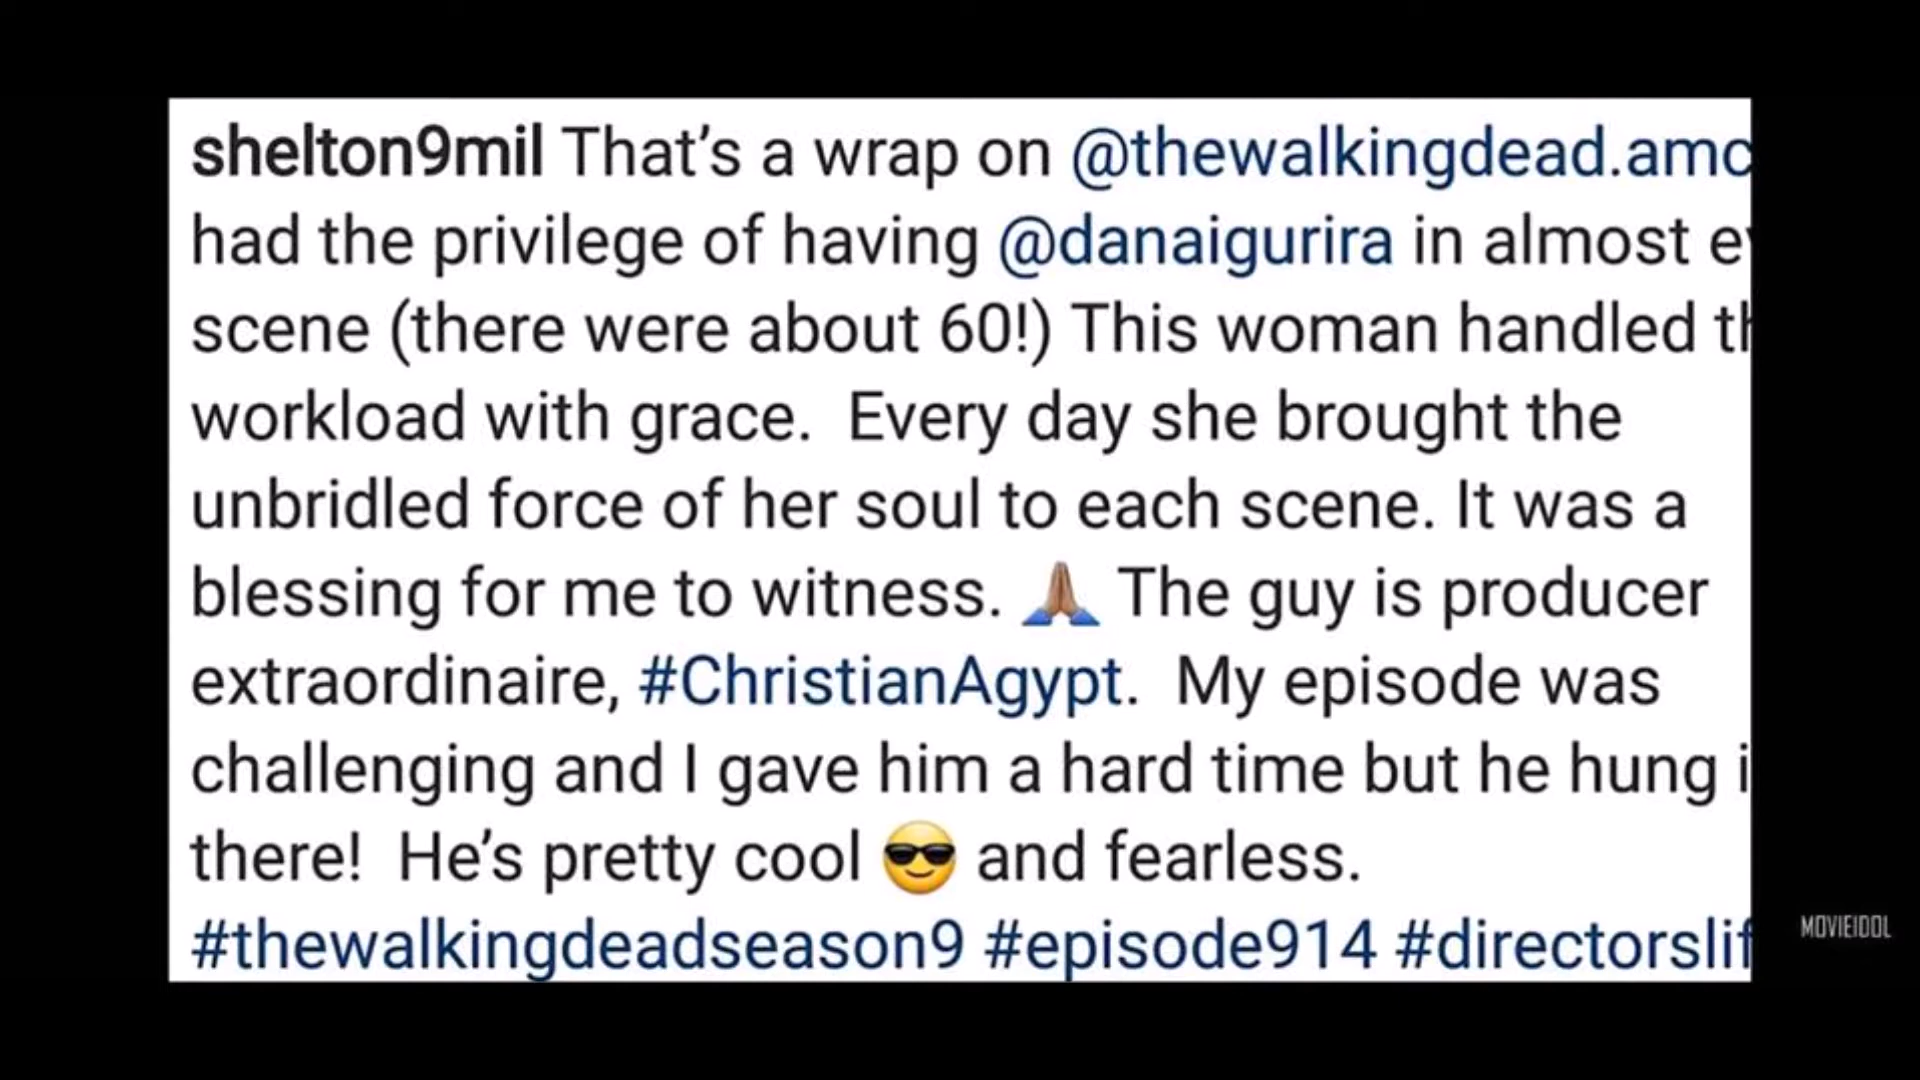 shelton9mil That’s a wrap on @thewalkingdead.amc
had the privilege of having @danaigurira in almost
scene (there were about 60!) This woman handled
workload with grace.  Every day she brought the
unbridled force of her soul to each scene. It was a
blessing for me to witness. 🙏🏽 The guy is producer
extraordinaire, #ChristianAgypt.  My episode was
challenging and I gave him a hard time but he hung
there!  He’s pretty cool 😎 and fearless.
#thewalkingdeadseason9 #episode914 #directorslif
MOVIEIDOL